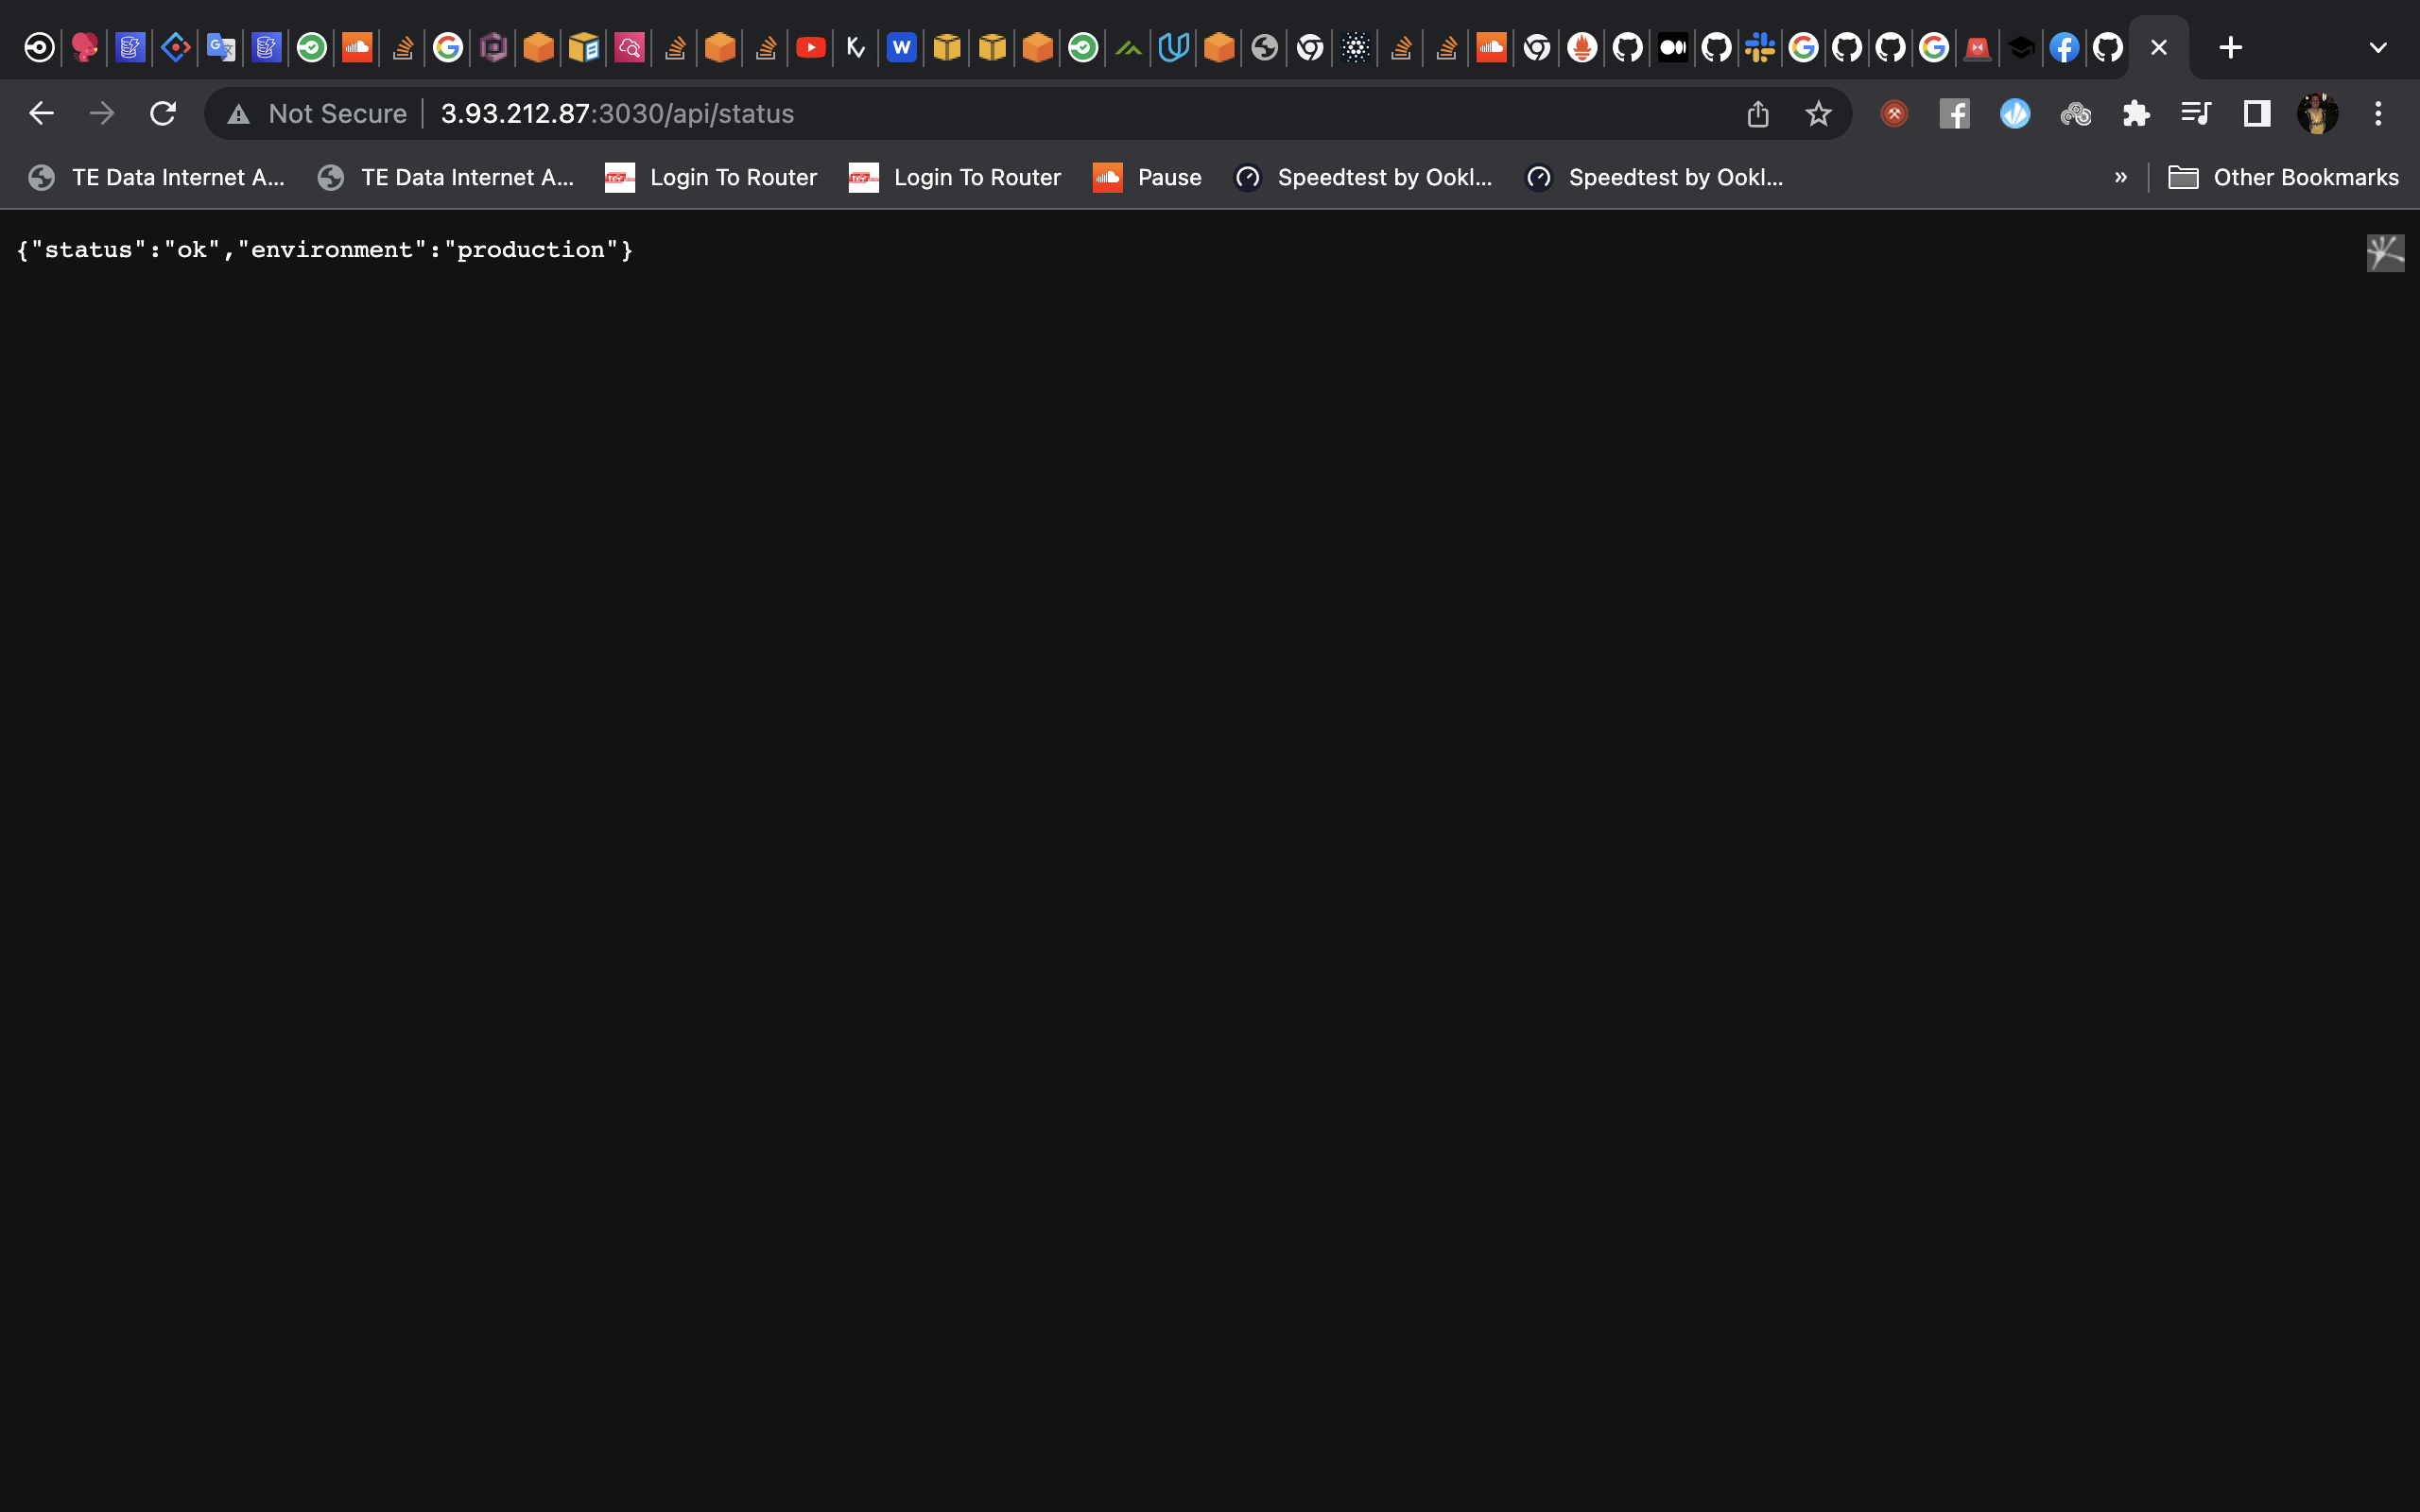 Not Secure 3.93.212.87:3030/api/status
TE Data Internet A... TE Data Internet A... Login To Router Login To Router Pause Speedtest by Ookl... Speedtest by Ookl... » Other Bookmarks
{"status":"ok","environment":"production"}